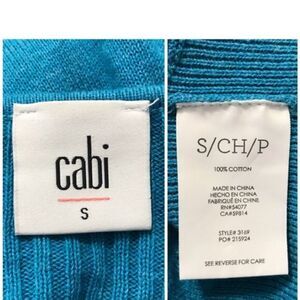 cabi
S
S/CH/P
100% COTTON
MADE IN CHINA
HECHO EN CHINA
FABRIQUÉ EN CHINE
RN#54077
CA#59814
STYLE# 3169
PO# 215924
SEE REVERSE FOR CARE